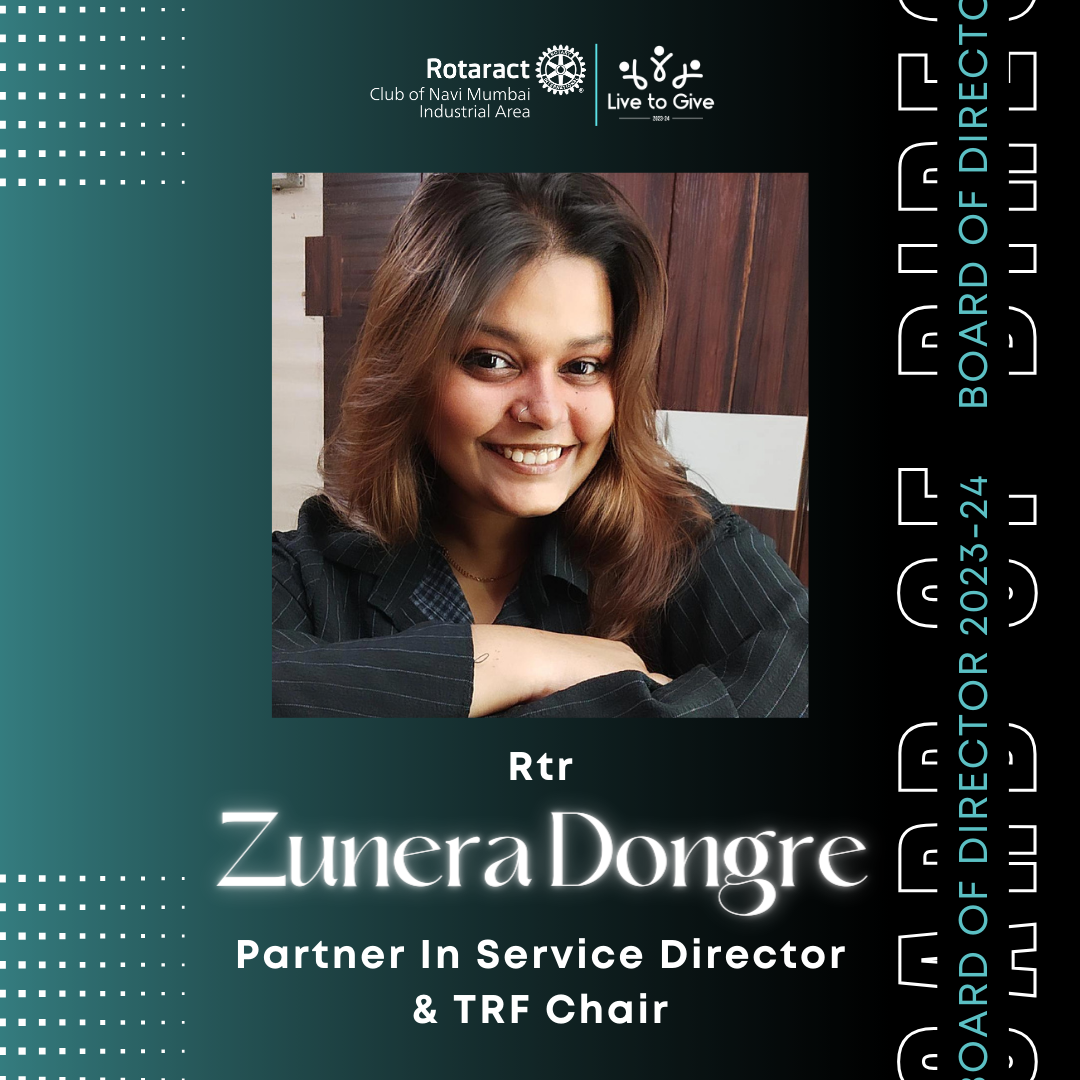 Rotaract
Club of Navi Mumbai
Industrial Area
Live to Give
2023-24
Rtr
Zunera Dongre
Partner In Service Director
& TRF Chair
BOARD OF DIRECTOR 2023-24
BOARD OF DIRECTO